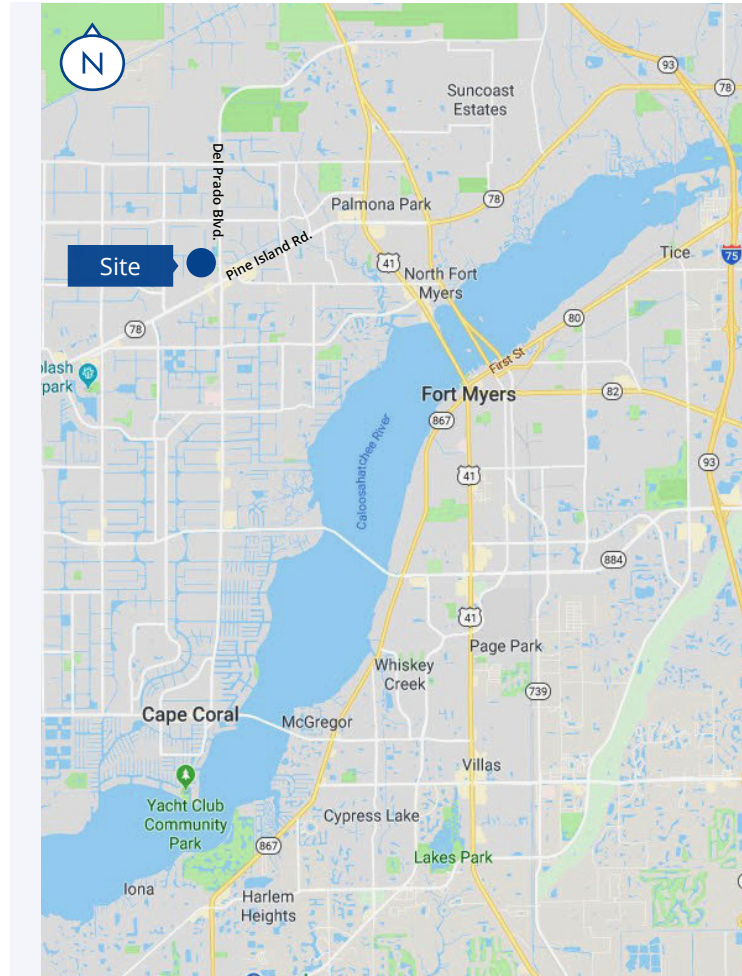 N
93
78
Suncoast
Estates
Del Prado Blvd.
Palmona Park
78
Pine Island Rd.
Site
41
North Fort
Myers
Tice
75
78
80
First St
lash
park
Fort Myers
82
867
Caloosahatchee River
41
93
884
41
Page Park
Whiskey
Creek
739
Cape Coral
McGregor
Villas
Yacht Club
Community
Park
Cypress Lake
867
Lakes Park
Iona
Harlem
Heights